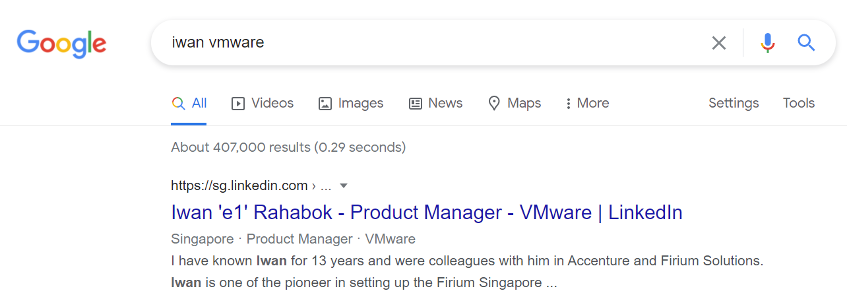 Google
iwan vmware
All Videos Images News Maps More Settings Tools
About 407,000 results (0.29 seconds)
https://sg.linkedin.com › ...
Iwan 'e1' Rahabok - Product Manager - VMware | LinkedIn
Singapore · Product Manager · VMware
I have known Iwan for 13 years and were colleagues with him in Accenture and Firium Solutions.
Iwan is one of the pioneer in setting up the Firium Singapore ...